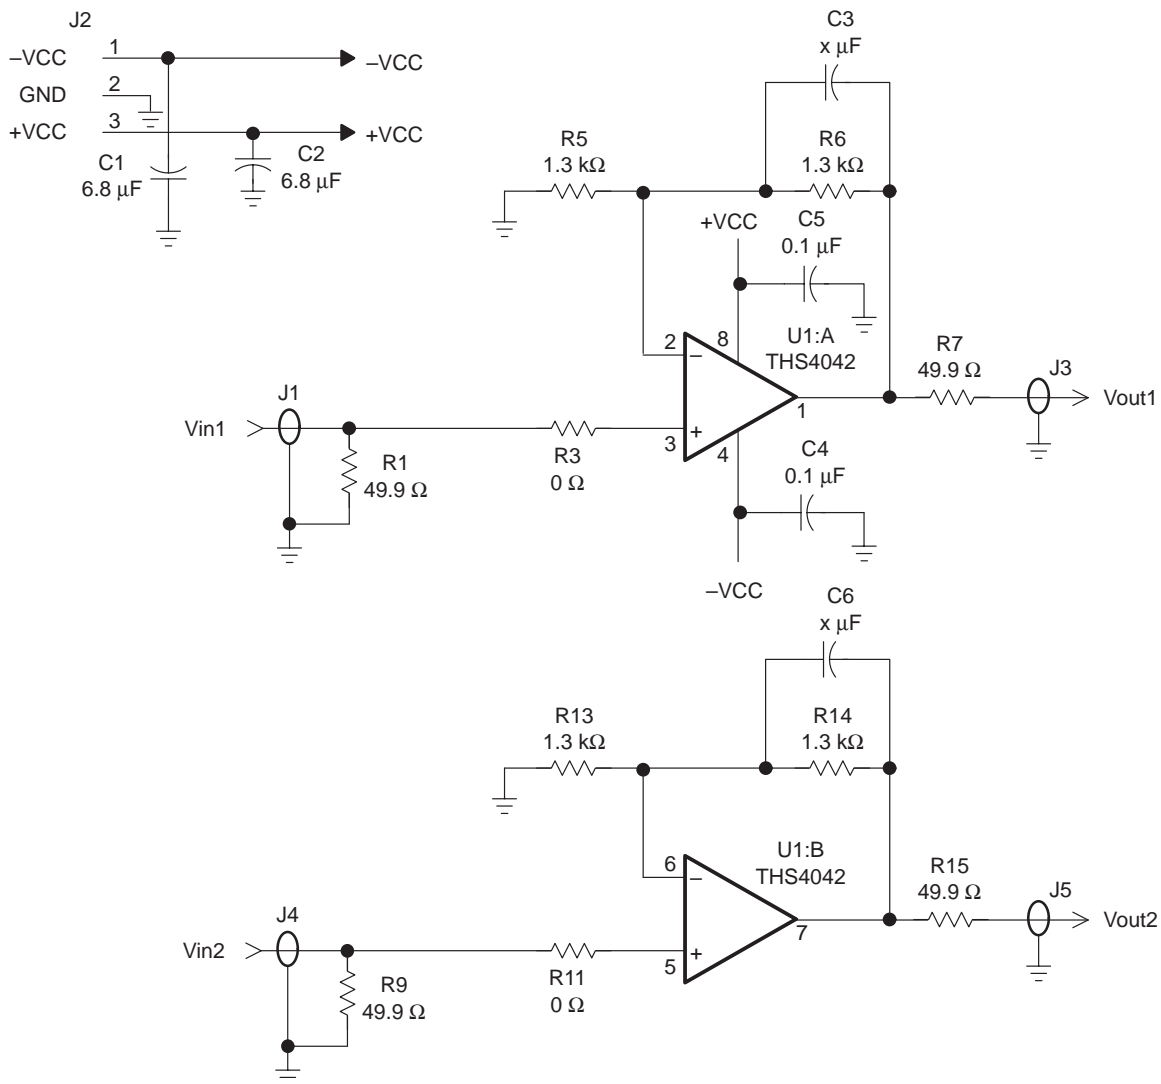 J2
–VCC 1 –VCC
GND 2
+VCC 3 +VCC
C1
6.8 μF
C2
6.8 μF
C3
x μF
R5
1.3 kΩ
R6
1.3 kΩ
+VCC
C5
0.1 μF
U1:A
THS4042
2
–
8
3
+
4
1
R7
49.9 Ω
J3
Vout1
J1
Vin1
R1
49.9 Ω
R3
0 Ω
C4
0.1 μF
–VCC
C6
x μF
R13
1.3 kΩ
R14
1.3 kΩ
U1:B
THS4042
6
–
5
+
7
R15
49.9 Ω
J5
Vout2
J4
Vin2
R9
49.9 Ω
R11
0 Ω